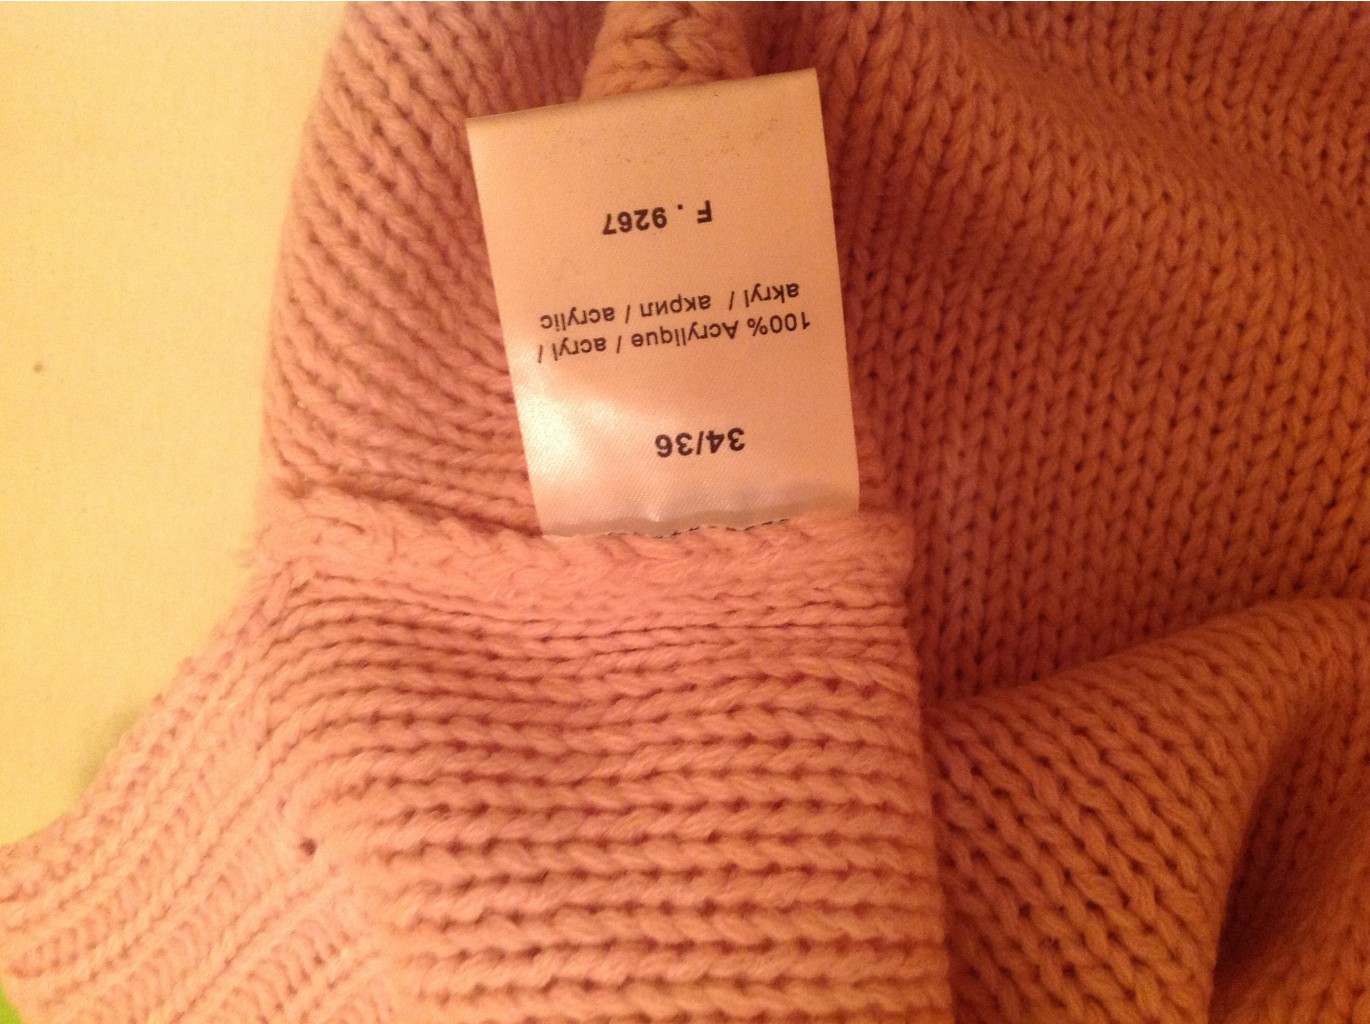 34/36
100% Acrylique / acryl /
akryl / акрил / acrylic
F . 9267